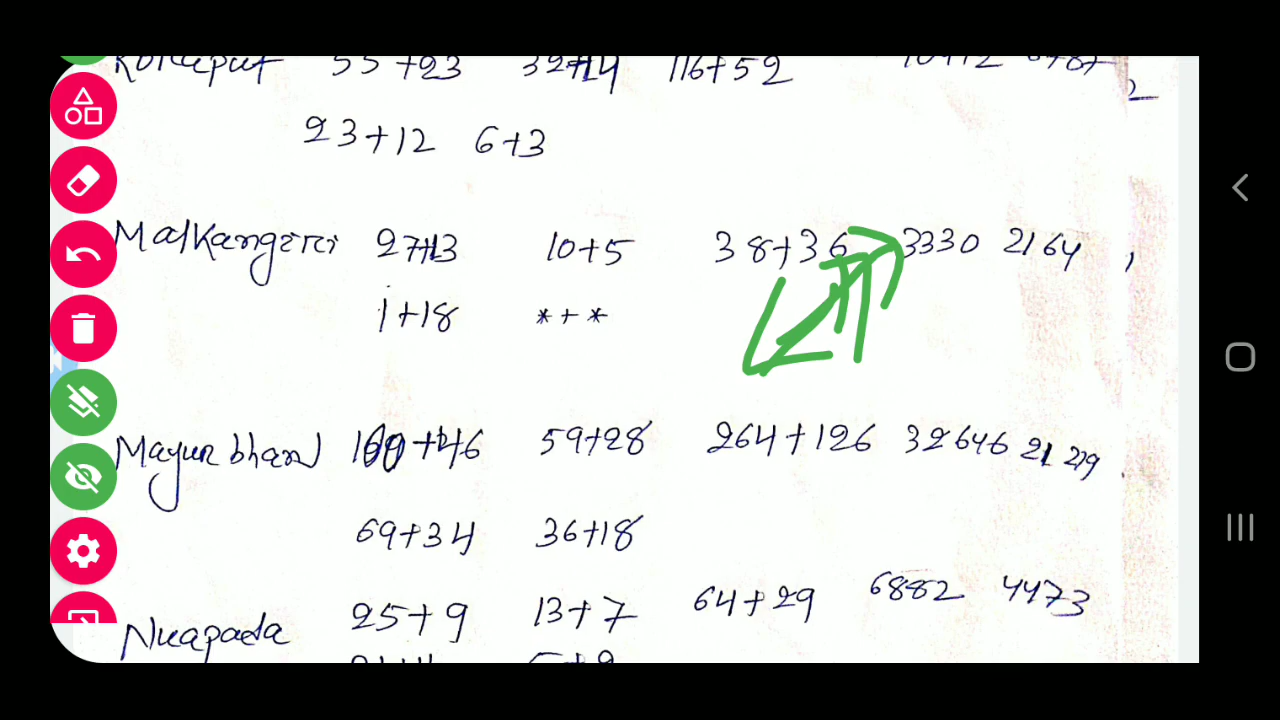 Koraput 55+23 32+14 116+52
23+12 6+3
Malkangiri 27+13 10+5 38+36 3330 2164 ,
1+18 *+*
Mayurbhanj +46 59+28 264+126 32646 21219
69+34 36+18
Nuapada 25+9 13+7 64+29 6882 4473